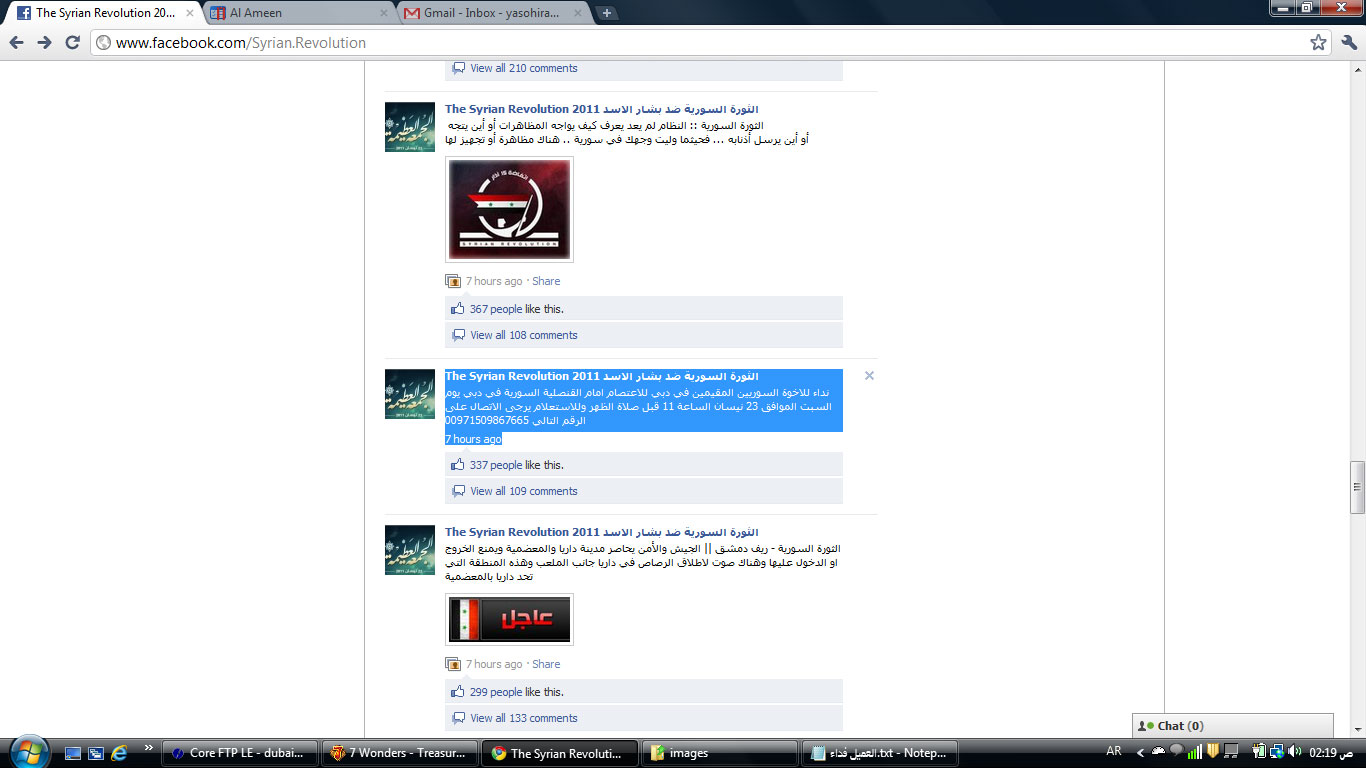 The Syrian Revolution 20...
Al Ameen
Gmail - Inbox - yasohira...
www.facebook.com/Syrian.Revolution
View all 210 comments
The Syrian Revolution 2011 الثورة السورية ضد بشار الاسد
الثورة السورية :: النظام لم يعد يعرف كيف يواجه المظاهرات أو أين يتجه
أو أين يرسل أذنابه ... فحيثما وليت وجهك في سورية .. هناك مظاهرة أو تجهيز لها
انتفاضة 15 آذار
SYRIAN REVOLUTION
7 hours ago · Share
367 people like this.
View all 108 comments
The Syrian Revolution 2011 الثورة السورية ضد بشار الاسد
نداء للاخوة السوريين المقيمين في دبي للاعتصام امام القنصلية السورية في دبي يوم
السبت الموافق 23 نيسان الساعة 11 قبل صلاة الظهر وللاستعلام يرجى الاتصال على
الرقم التالي 00971509867665
7 hours ago
337 people like this.
View all 109 comments
The Syrian Revolution 2011 الثورة السورية ضد بشار الاسد
الثورة السورية - ريف دمشق || الجيش والأمن يحاصر مدينة داريا والمعضمية ويمنع الخروج
او الدخول عليها وهناك صوت لاطلاق الرصاص في داريا جانب الملعب وهذه المنطقة التي
تحد داريا بالمعضمية
عاجل
7 hours ago · Share
299 people like this.
View all 133 comments
Chat (0)
Core FTP LE - dubai...
7 Wonders - Treasur...
The Syrian Revoluti...
images
العميل فداء.txt - Notep...
AR
02:19 ص